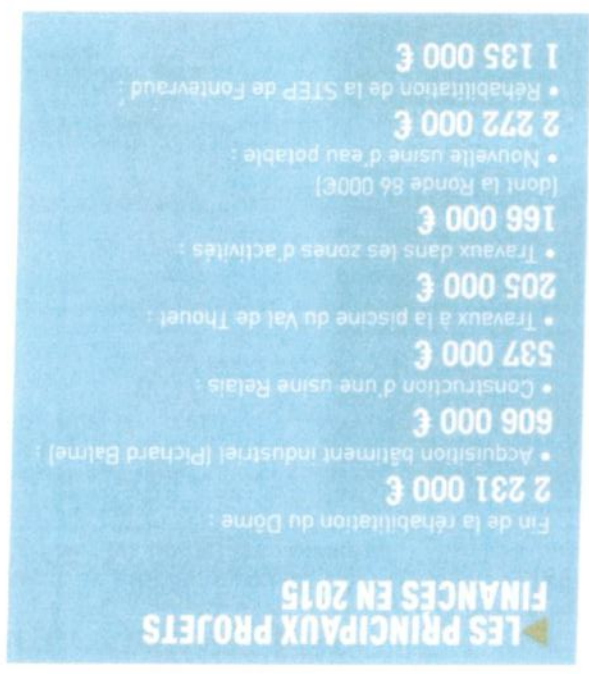 LES PRINCIPAUX PROJETS
FINANCÉS EN 2015
Fin de la réhabilitation du Dôme :
2 231 000 €
• Acquisition bâtiment industriel (Pichard Balme) :
606 000 €
• Construction d'une usine Relais :
537 000 €
• Travaux à la piscine du Val de Thouet :
205 000 €
• Travaux dans les zones d'activités :
166 000 €
(dont la Ronde 86 000€)
• Nouvelle usine d'eau potable :
2 272 000 €
• Réhabilitation de la STEP de Fontevraud :
1 135 000 €